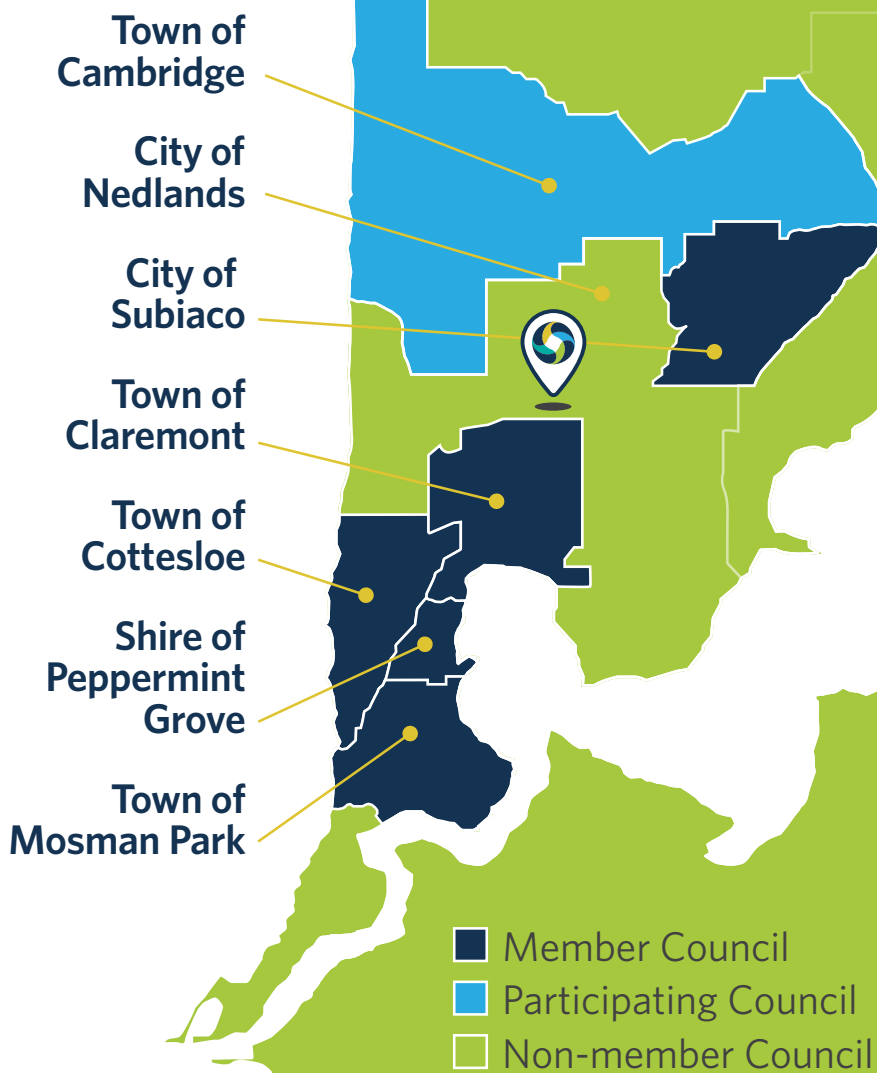 Town of
Cambridge
City of
Nedlands
City of
Subiaco
Town of
Claremont
Town of
Cottesloe
Shire of
Peppermint
Grove
Town of
Mosman Park
Member Council
Participating Council
Non-member Council